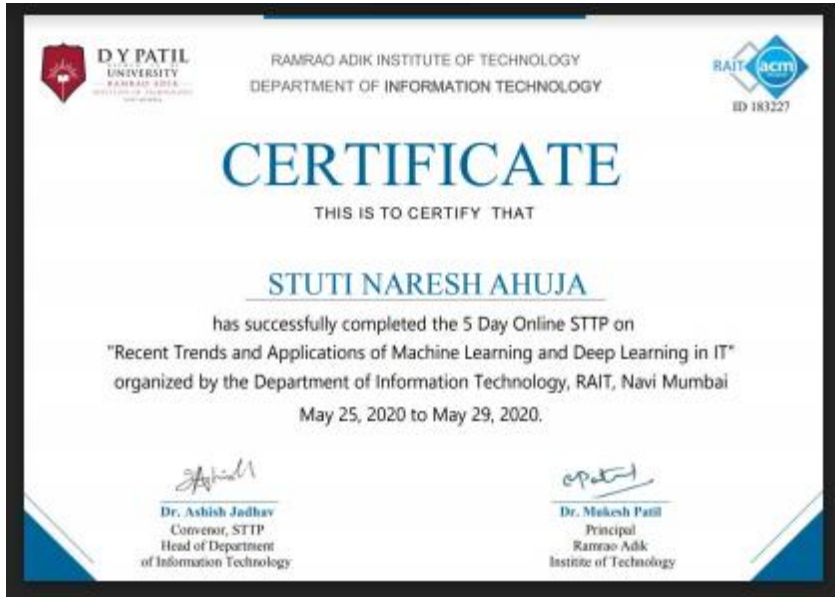 D Y PATIL
UNIVERSITY
RAMRAO ADIK
RAMRAO ADIK INSTITUTE OF TECHNOLOGY
DEPARTMENT OF INFORMATION TECHNOLOGY
RAIT acm
ID 183227
CERTIFICATE
THIS IS TO CERTIFY THAT
STUTI NARESH AHUJA
has successfully completed the 5 Day Online STTP on
"Recent Trends and Applications of Machine Learning and Deep Learning in IT"
organized by the Department of Information Technology, RAIT, Navi Mumbai
May 25, 2020 to May 29, 2020.
Dr. Ashish Jadhav
Convenor, STTP
Head of Department
of Information Technology
Dr. Mukesh Patil
Principal
Ramrao Adik
Institite of Technology